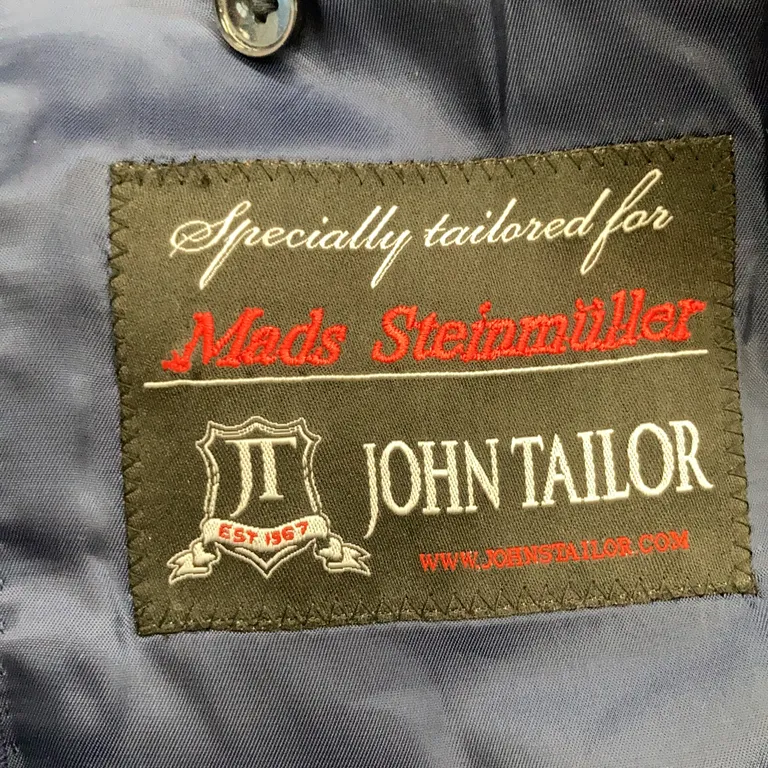 Specially tailored for
Mads Steinmüller
JT
EST 1967
JOHN TAILOR
WWW.JOHNSTAILOR.COM